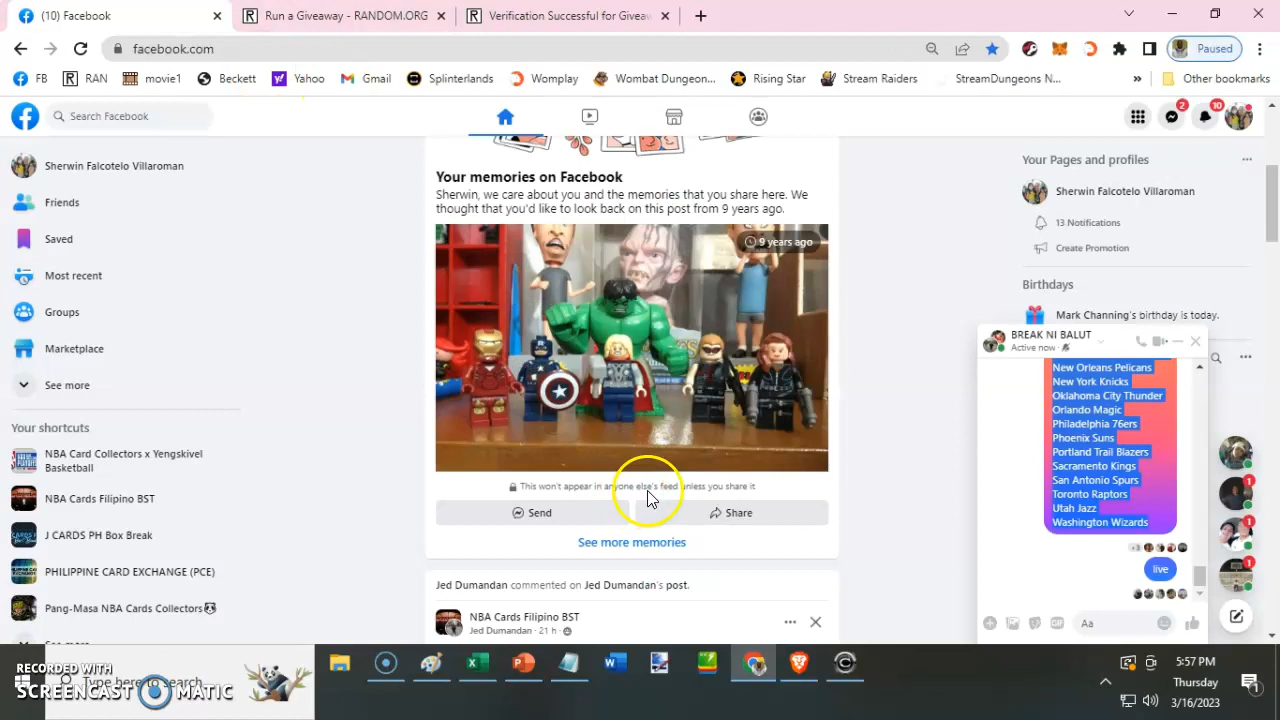 (10) Facebook
Run a Giveaway - RANDOM.ORG
Verification Successful for Giveaw
facebook.com
Paused
FB
RAN
movie1
Beckett
Yahoo
Gmail
Splinterlands
Womplay
Wombat Dungeon...
Rising Star
Stream Raiders
StreamDungeons N...
Other bookmarks
Search Facebook
2
10
Sherwin Falcotelo Villaroman
Friends
Saved
Most recent
Groups
Marketplace
See more
Your shortcuts
NBA Card Collectors x Yengskivel
Basketball
NBA Cards Filipino BST
J CARDS PH Box Break
PHILIPPINE CARD EXCHANGE (PCE)
Pang-Masa NBA Cards Collectors
Your memories on Facebook
Sherwin, we care about you and the memories that you share here. We
thought that you'd like to look back on this post from 9 years ago.
9 years ago
This won't appear in anyone else's feed unless you share it
Send
Share
See more memories
Jed Dumandan commented on Jed Dumandan's post.
NBA Cards Filipino BST
Jed Dumandan · 21 h ·
Your Pages and profiles
Sherwin Falcotelo Villaroman
13 Notifications
Create Promotion
Birthdays
Mark Channing's birthday is today.
BREAK NI BALUT
Active now
New Orleans Pelicans
New York Knicks
Oklahoma City Thunder
Orlando Magic
Philadelphia 76ers
Phoenix Suns
Portland Trail Blazers
Sacramento Kings
San Antonio Spurs
Toronto Raptors
Utah Jazz
Washington Wizards
live
Aa
1
1
1
RECORDED WITH
SCREENCAST MATIC
Type here to search
5:57 PM
Thursday
3/16/2023
1